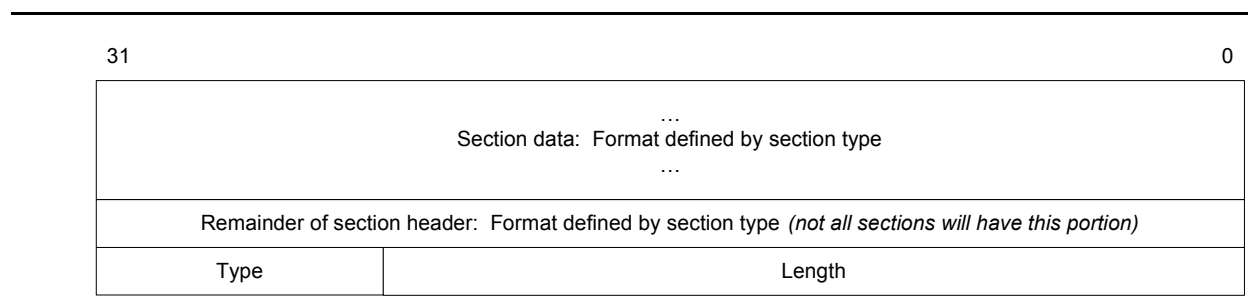 31 0
…
Section data: Format defined by section type
…
Remainder of section header: Format defined by section type (not all sections will have this portion)
Type Length